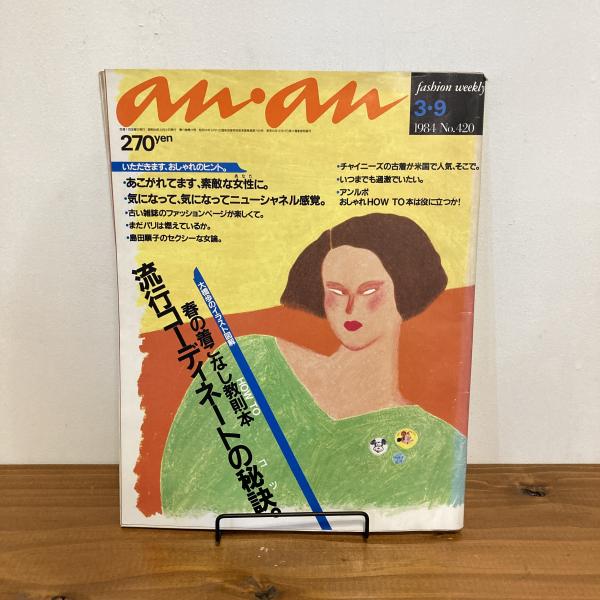 an·an
fashion weekly
3·9
1984 No.420
270yen
いただきます、おしゃれのヒント。
・あこがれてます、素敵な女性に。
あなた
・気になって、気になってニューシャネル感覚。
・古い雑誌のファッションページが楽しくて。
・まだパリは燃えているか。
・島田順子のセクシーな女論。
・チャイニーズの古着が米国で人気、そこで。
・いつまでも過激でいたい。
・アンルポ
おしゃれHOW TO本は役に立つか!
大橋歩のイラスト図解
春の着こなし教則本
HOW TO
流行コーディネートの秘訣。
コツ